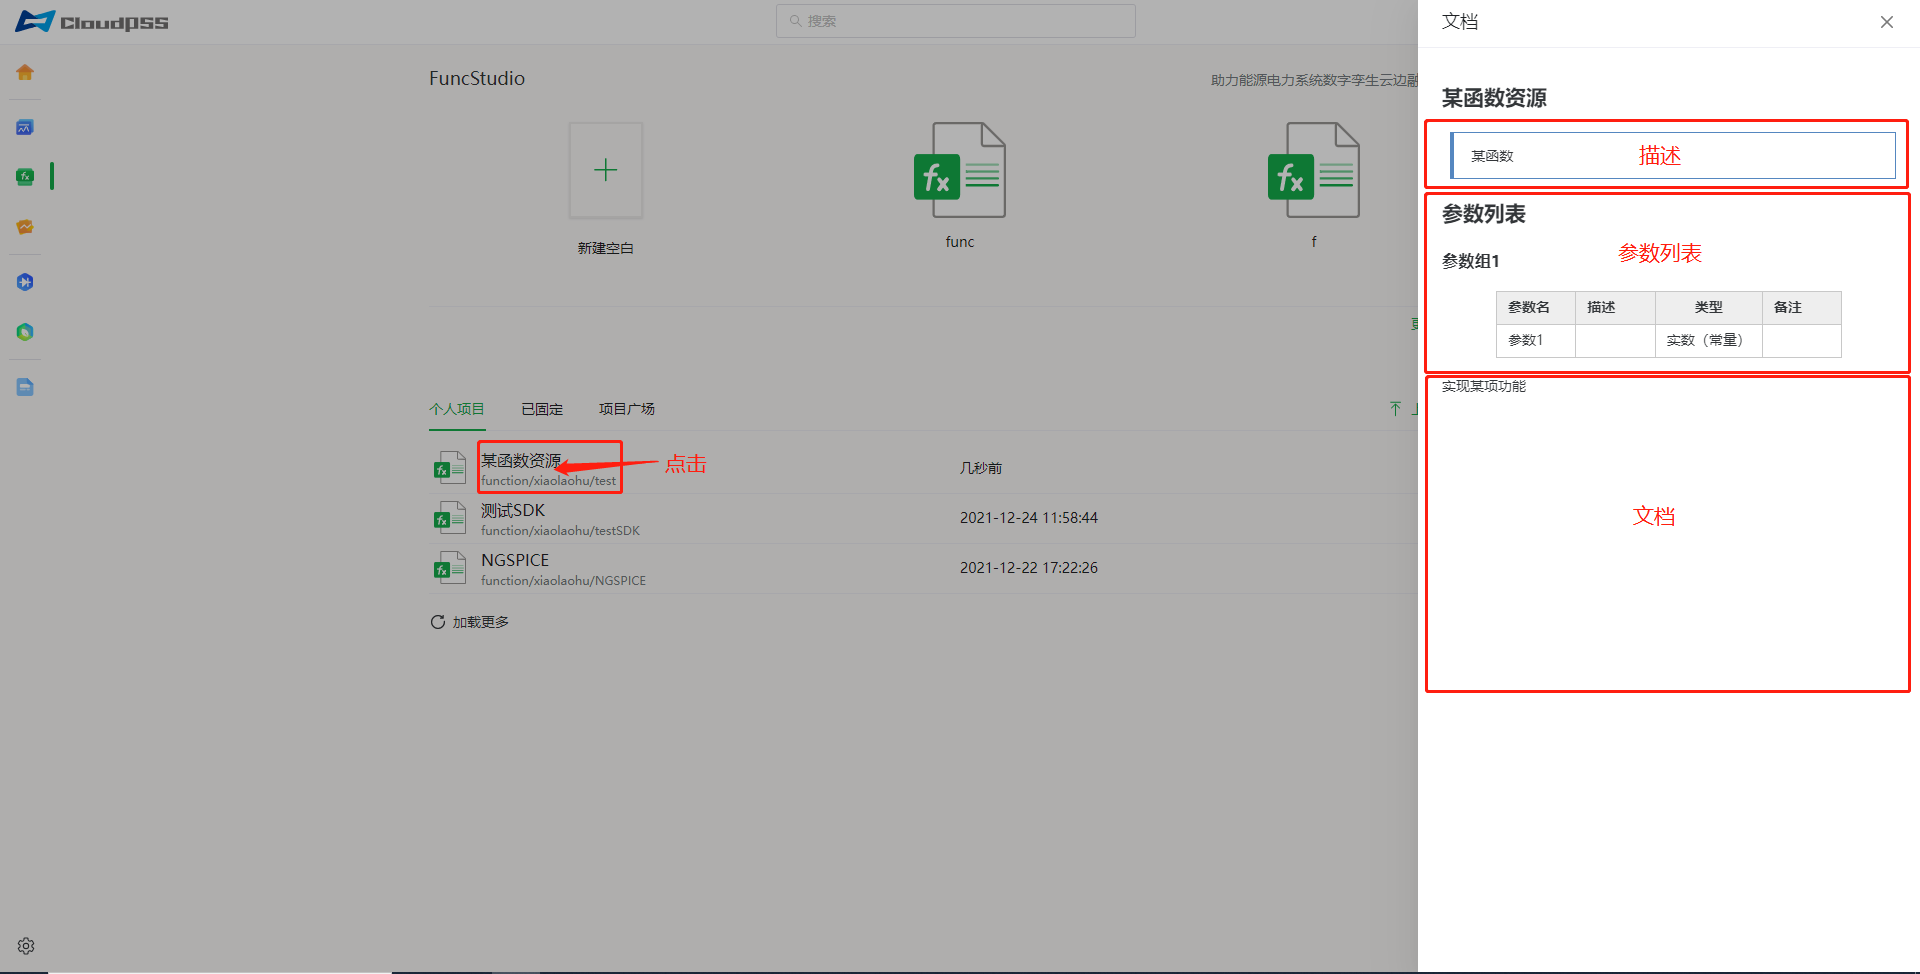 CloudPSS
搜索
FuncStudio
助力能源电力系统数字孪生云边融
新建空白
func
f
个人项目
已固定
项目广场
某函数资源
function/xiaolaohu/test
点击
几秒前
测试SDK
function/xiaolaohu/testSDK
2021-12-24 11:58:44
NGSPICE
function/xiaolaohu/NGSPICE
2021-12-22 17:22:26
加载更多
文档
某函数资源
某函数
描述
参数列表
参数列表
参数组1
参数名 描述 类型 备注
参数1 实数（常量）
实现某项功能
文档